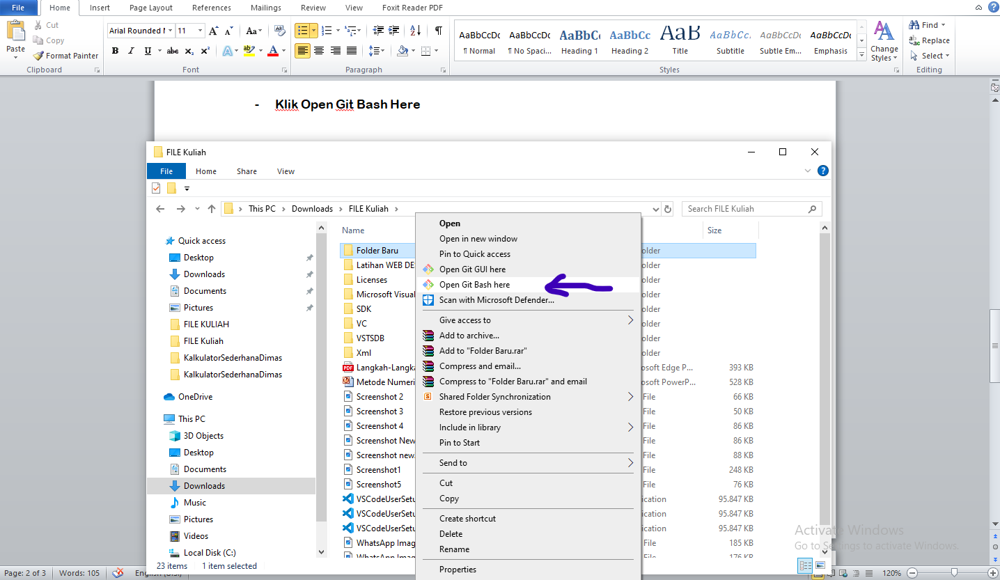 File Home Insert Page Layout References Mailings Review View Foxit Reader PDF
Paste
Cut
Copy
Format Painter
Clipboard
Arial Rounded 11
Font
Paragraph
AaBbCcDc AaBbCcDc AaBbCc AaBbCc AaB AaBbCc. AaBbCcDc AaBbCcDc
¶ Normal ¶ No Spaci... Heading 1 Heading 2 Title Subtitle Subtle Em... Emphasis
Styles
Change Styles
Find
Replace
Select
Editing
- Klik Open Git Bash Here
FILE Kuliah
File Home Share View
This PC > Downloads > FILE Kuliah >
Search FILE Kuliah
Quick access
Desktop
Downloads
Documents
Pictures
FILE KULIAH
FILE Kuliah
KalkulatorSederhanaDimas
KalkulatorSederhanaDimas
OneDrive
This PC
3D Objects
Desktop
Documents
Downloads
Music
Pictures
Videos
Local Disk (C:)
Name Size
Folder Baru older
Latihan WEB DE older
Licenses older
Microsoft Visual older
SDK older
VC older
VSTSDB older
Xml older
Langkah-Langka osoft Edge P... 393 KB
Metode Numeri osoft PowerP... 528 KB
Screenshot 2 File 66 KB
Screenshot 3 File 50 KB
Screenshot 4 File 86 KB
Screenshot New File 86 KB
Screenshot new. File 88 KB
Screenshot1 File 248 KB
Screenshot5 File 76 KB
VSCodeUserSetu ication 95.847 KB
VSCodeUserSetu ication 95.847 KB
VSCodeUserSetu ication 95.847 KB
WhatsApp Imag File 185 KB
WhatsApp Imag File 176 KB
Open
Open in new window
Pin to Quick access
Open Git GUI here
Open Git Bash here
Scan with Microsoft Defender...
Give access to
Add to archive...
Add to "Folder Baru.rar"
Compress and email...
Compress to "Folder Baru.rar" and email
Shared Folder Synchronization
Restore previous versions
Include in library
Pin to Start
Send to
Cut
Copy
Create shortcut
Delete
Rename
Properties
23 items 1 item selected
Activate Windows
Go to Settings to activate Windows.
Page: 2 of 3 Words: 105 120%